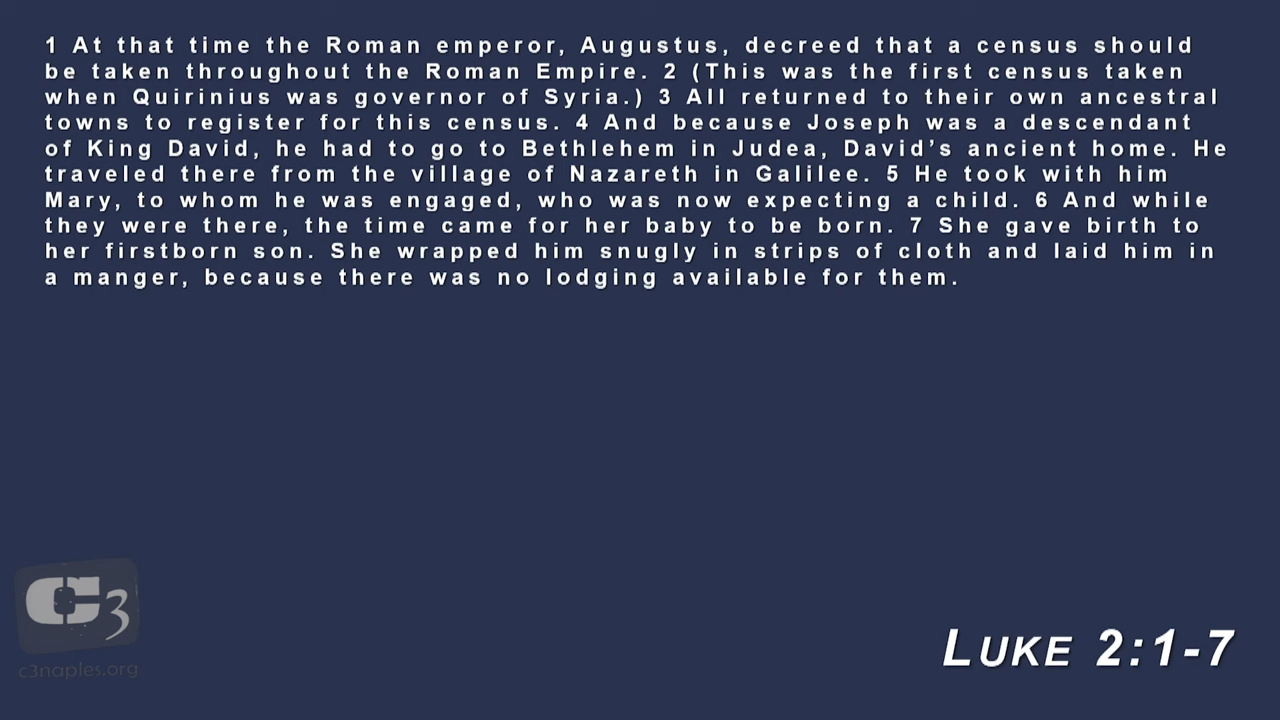 1 At that time the Roman emperor, Augustus, decreed that a census should
be taken throughout the Roman Empire. 2 (This was the first census taken
when Quirinius was governor of Syria.) 3 All returned to their own ancestral
towns to register for this census. 4 And because Joseph was a descendant
of King David, he had to go to Bethlehem in Judea, David’s ancient home. He
traveled there from the village of Nazareth in Galilee. 5 He took with him
Mary, to whom he was engaged, who was now expecting a child. 6 And while
they were there, the time came for her baby to be born. 7 She gave birth to
her firstborn son. She wrapped him snugly in strips of cloth and laid him in
a manger, because there was no lodging available for them.
C3
c3naples.org
LUKE 2:1-7